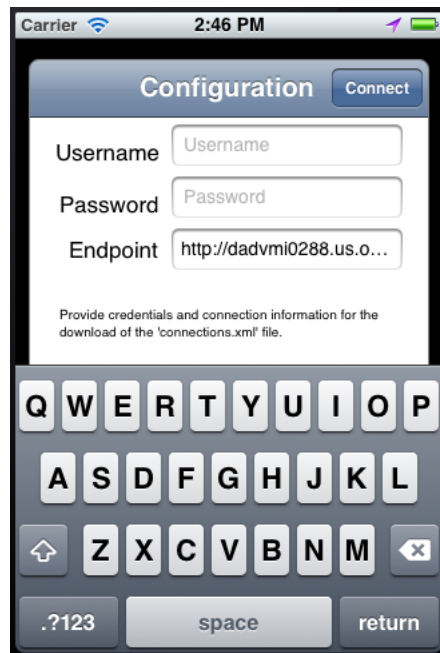 Carrier 2:46 PM
Configuration Connect
Username Username
Password Password
Endpoint http://dadvmi0288.us.o...
Provide credentials and connection information for the
download of the 'connections.xml' file.
Q W E R T Y U I O P
A S D F G H J K L
Z X C V B N M
.?123 space return